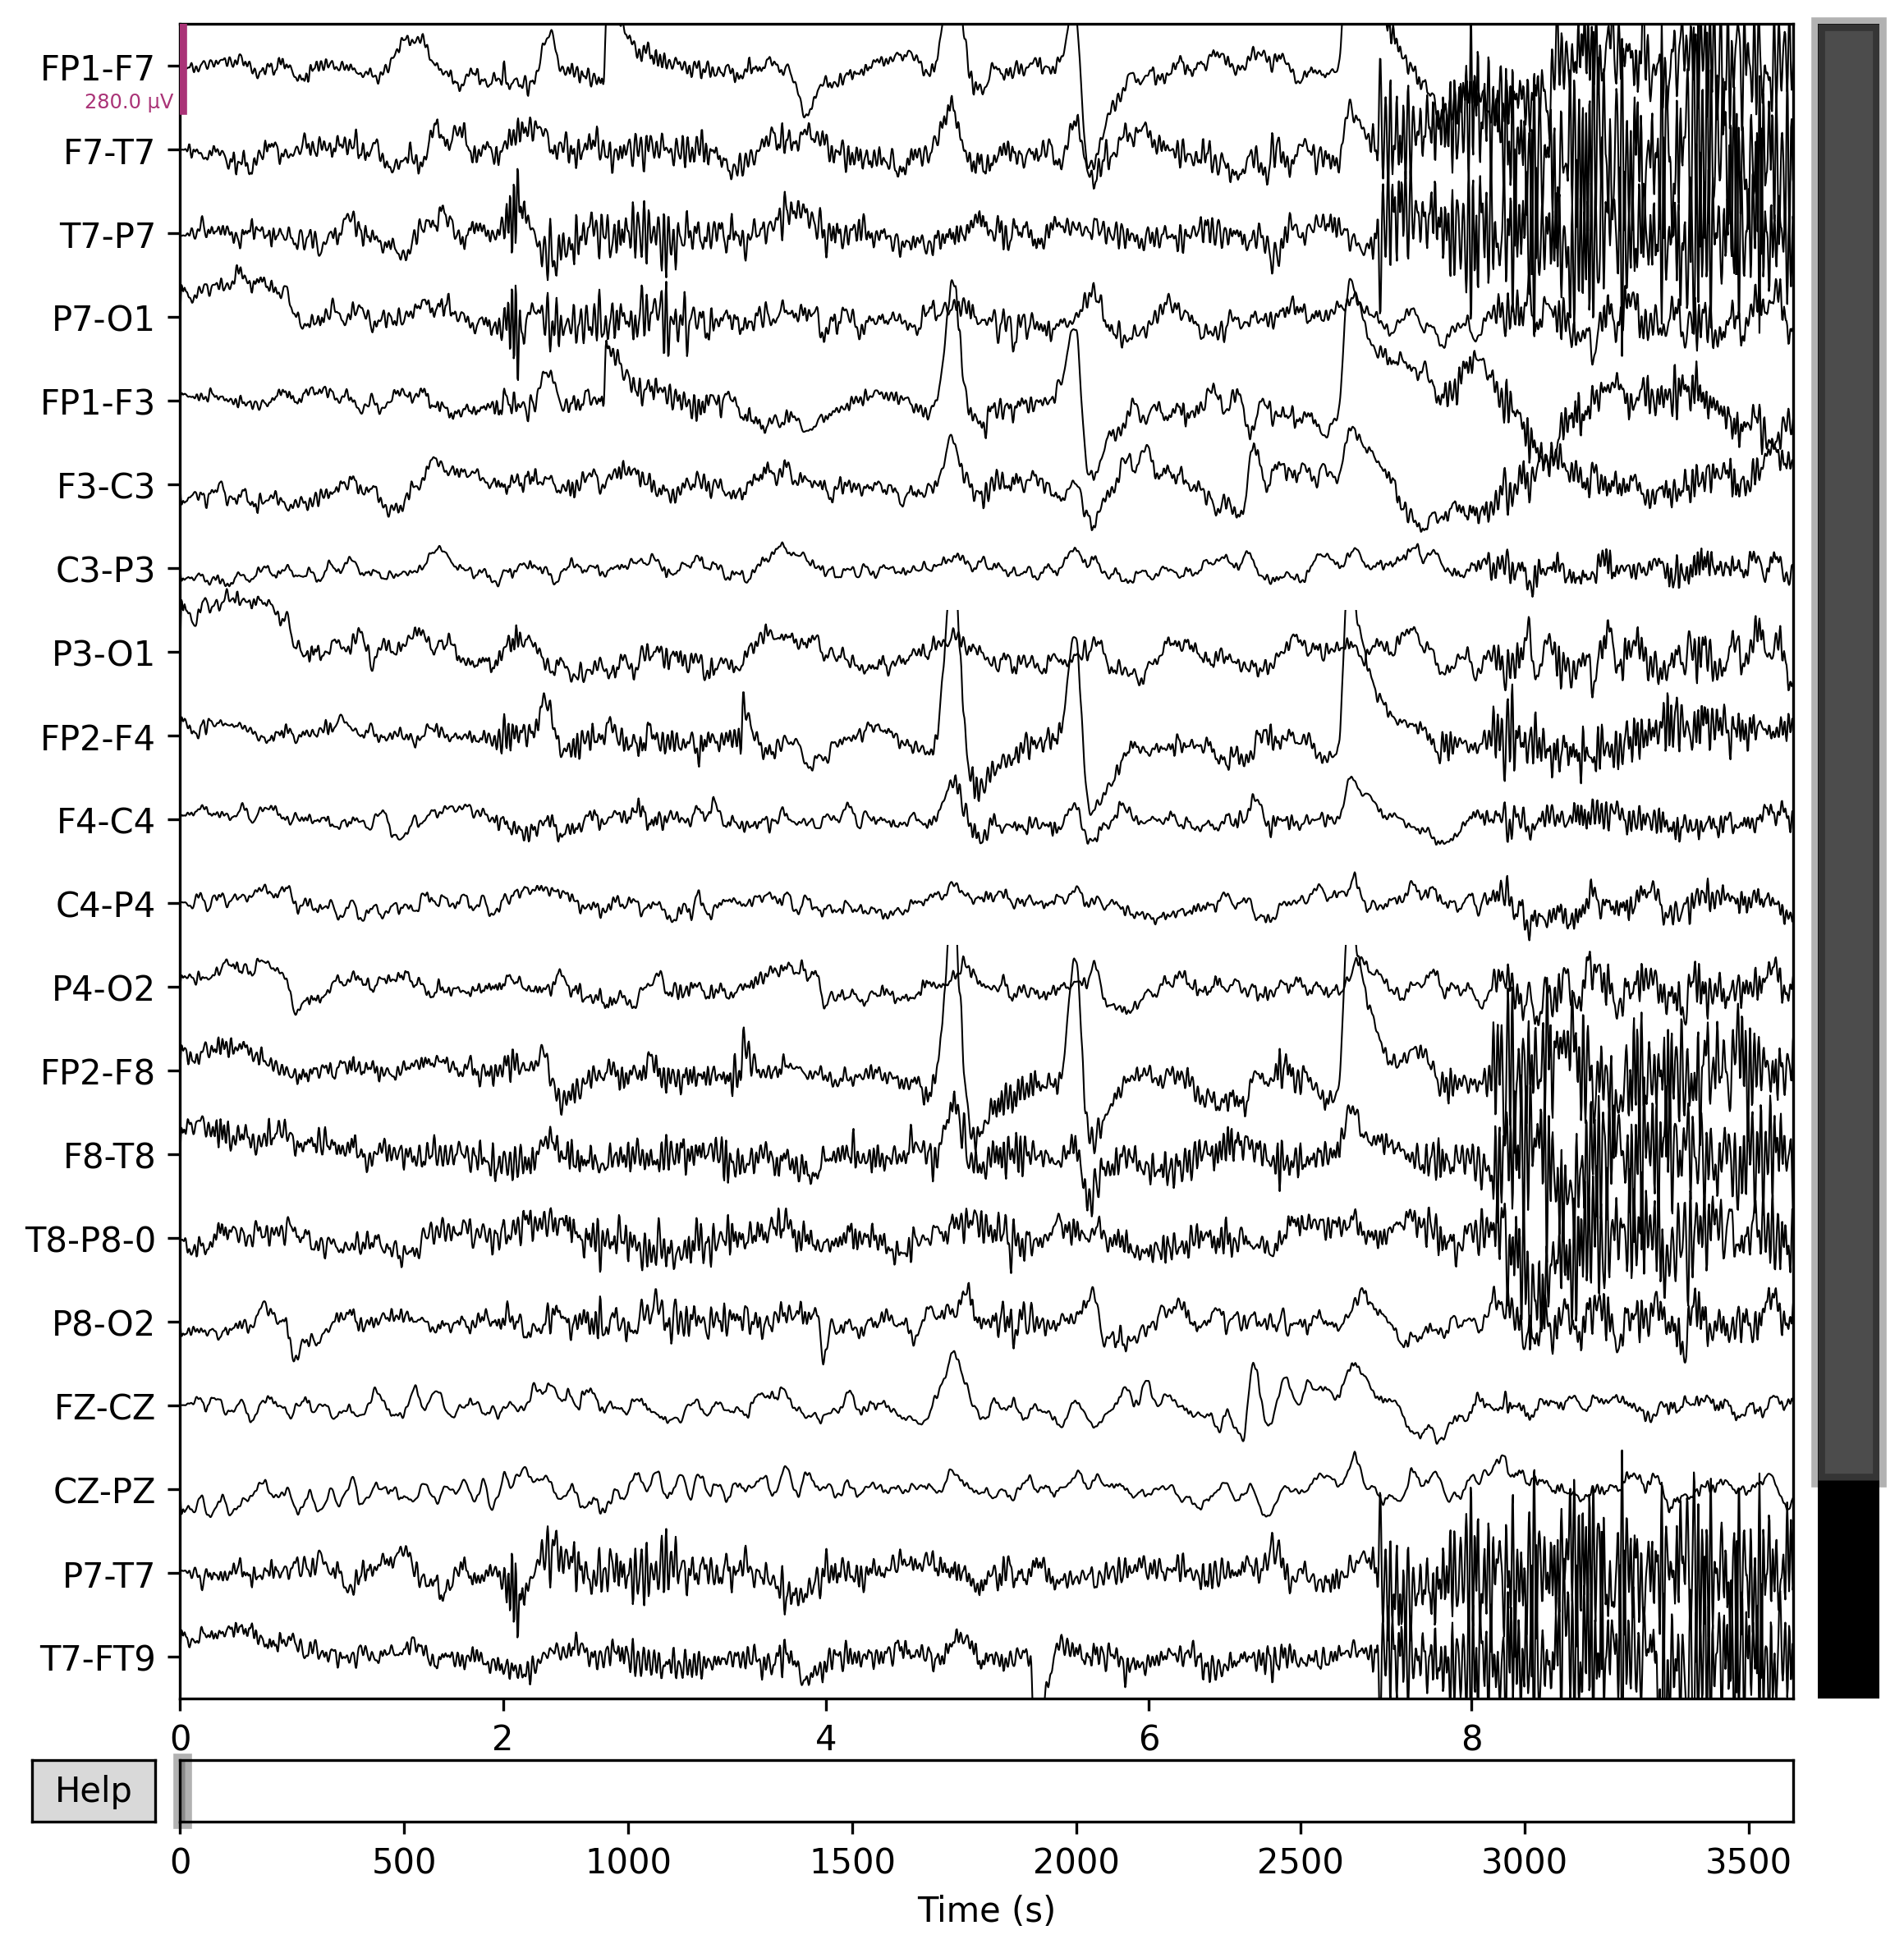 FP1-F7
280.0 µV
F7-T7
T7-P7
P7-O1
FP1-F3
F3-C3
C3-P3
P3-O1
FP2-F4
F4-C4
C4-P4
P4-O2
FP2-F8
F8-T8
T8-P8-0
P8-O2
FZ-CZ
CZ-PZ
P7-T7
T7-FT9
0 2 4 6 8
Help
0 500 1000 1500 2000 2500 3000 3500
Time (s)